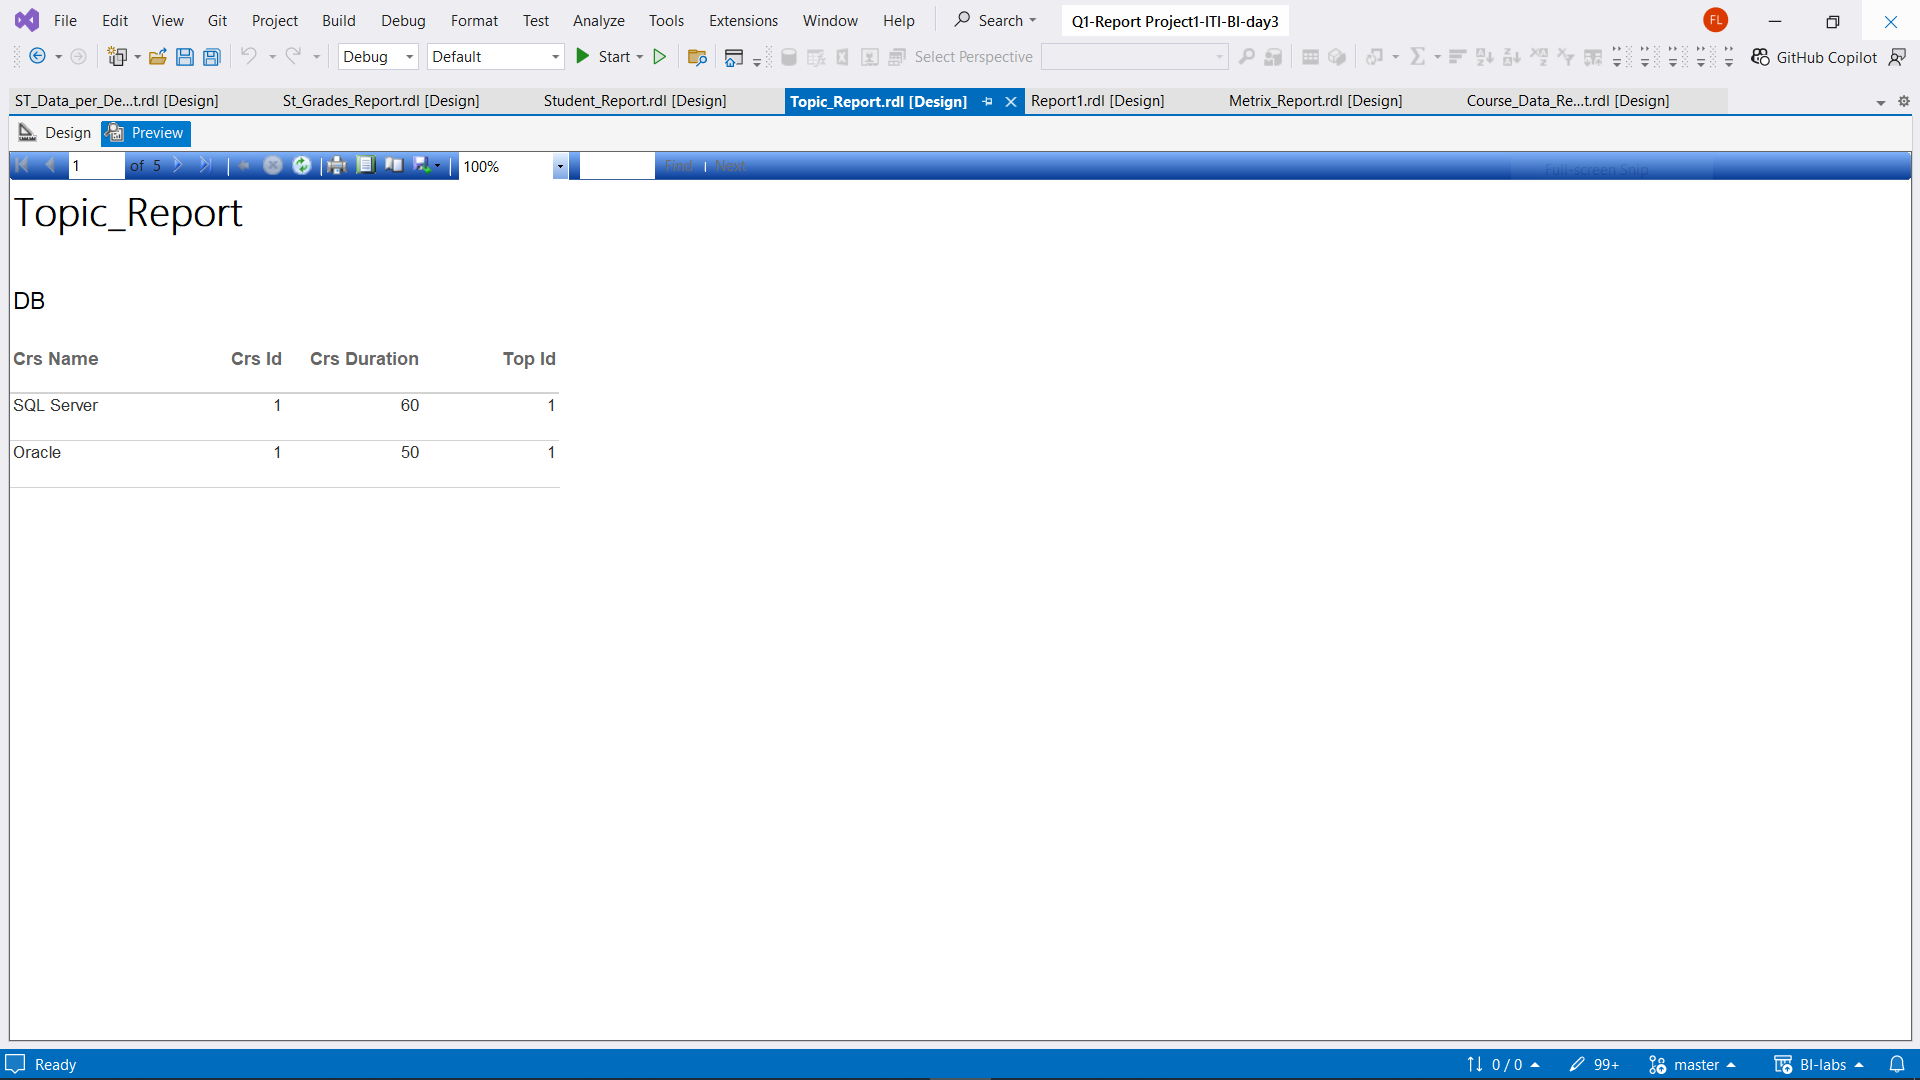 File Edit View Git Project Build Debug Format Test Analyze Tools Extensions Window Help Search Q1-Report Project1-ITI-BI-day3 FL
Debug Default Start Select Perspective GitHub Copilot
ST_Data_per_De...t.rdl [Design] St_Grades_Report.rdl [Design] Student_Report.rdl [Design] Topic_Report.rdl [Design] Report1.rdl [Design] Metrix_Report.rdl [Design] Course_Data_Re...t.rdl [Design]
Design Preview
1 of 5 100% Find | Next Full-screen Snip
Topic_Report
DB
Crs Name Crs Id Crs Duration Top Id
SQL Server 1 60 1
Oracle 1 50 1
Ready 0 / 0 99+ master BI-labs